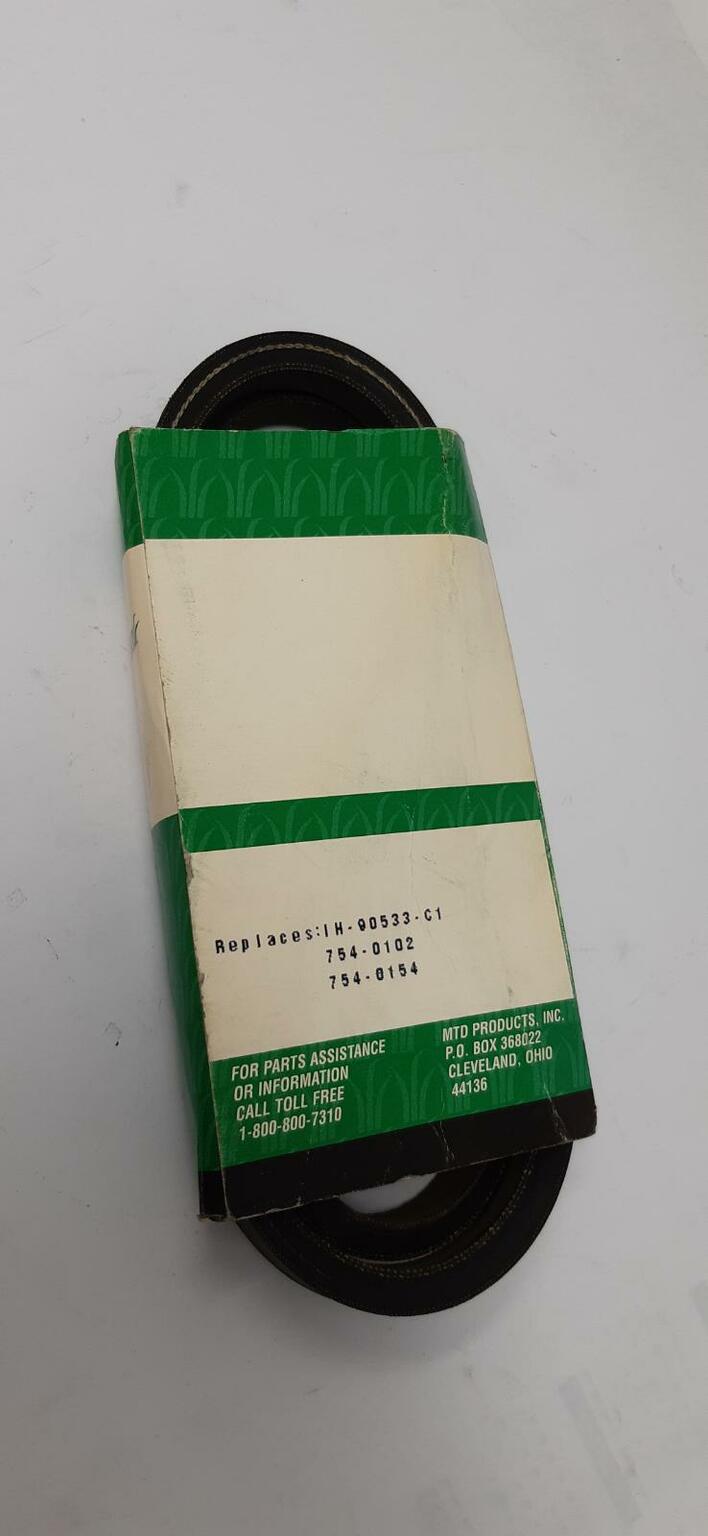 Replaces:IH-90533-C1
754-0102
754-0154
FOR PARTS ASSISTANCE
OR INFORMATION
CALL TOLL FREE
1-800-800-7310
MTD PRODUCTS, INC.
P.O. BOX 368022
CLEVELAND, OHIO
44136